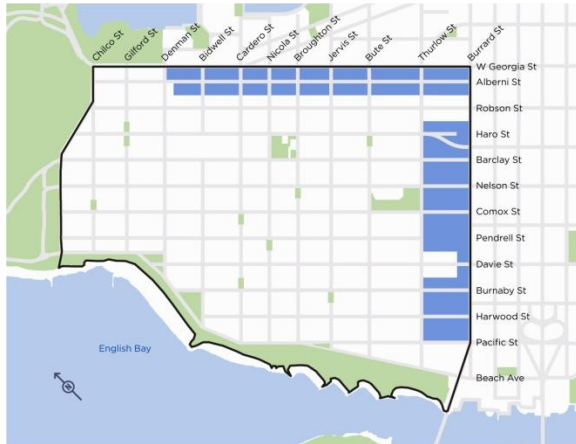 Chilco St
Gilford St
Denman St
Bidwell St
Cardero St
Nicola St
Broughton St
Jervis St
Bute St
Thurlow St
Burrard St
W Georgia St
Alberni St
Robson St
Haro St
Barclay St
Nelson St
Comox St
Pendrell St
Davie St
Burnaby St
Harwood St
Pacific St
English Bay
Beach Ave
N